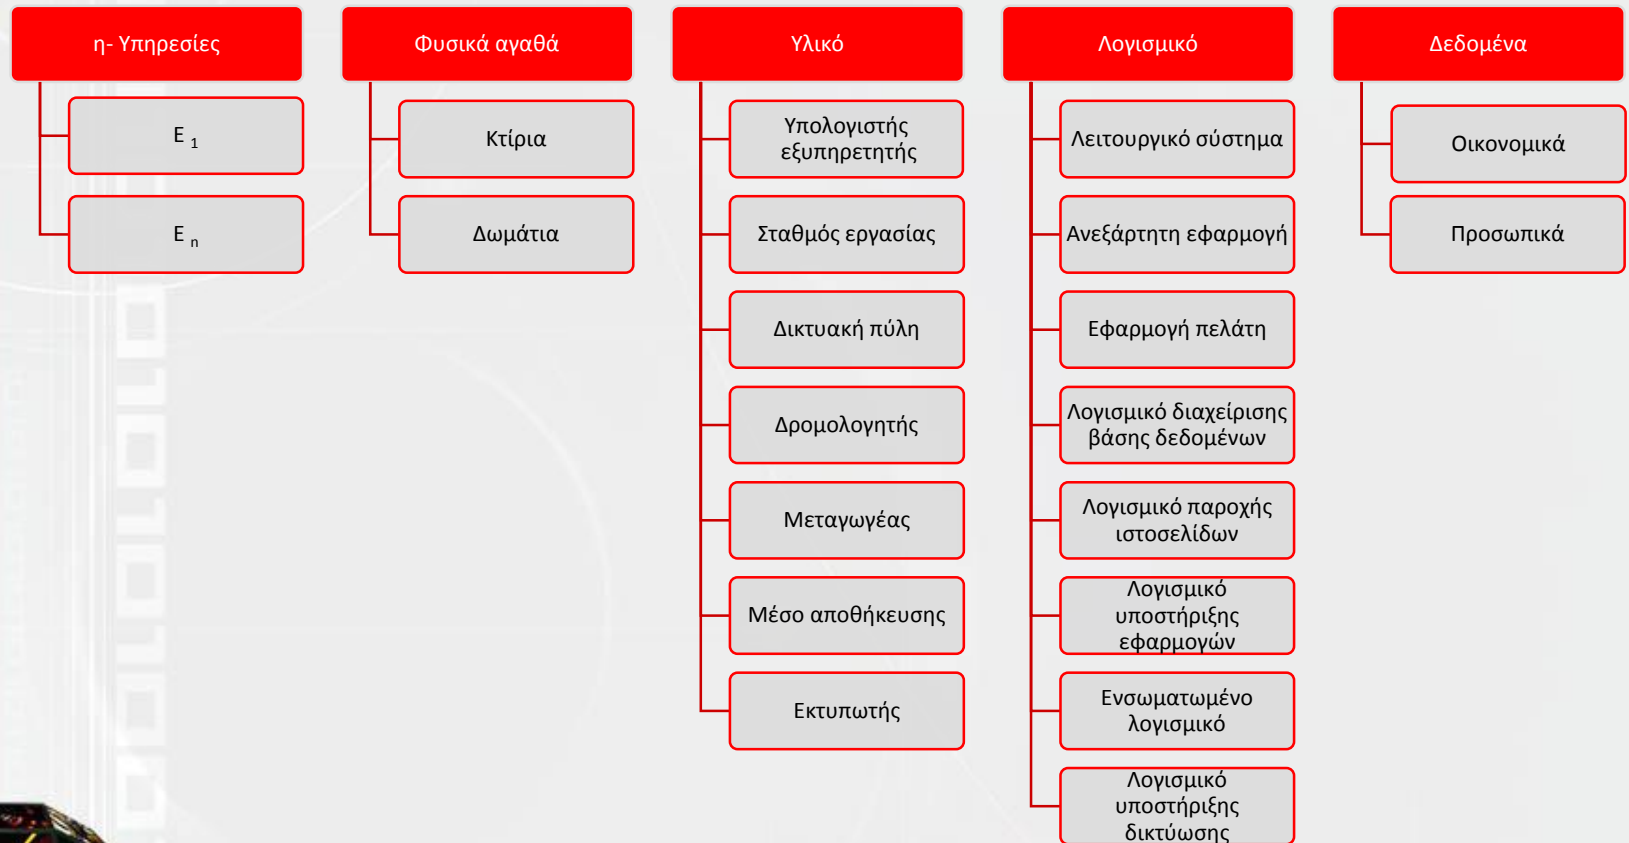 η- Υπηρεσίες
E 1
E n
Φυσικά αγαθά
Κτίρια
Δωμάτια
Υλικό
Υπολογιστής
εξυπηρετητής
Σταθμός εργασίας
Δικτυακή πύλη
Δρομολογητής
Μεταγωγέας
Μέσο αποθήκευσης
Εκτυπωτής
Λογισμικό
Λειτουργικό σύστημα
Ανεξάρτητη εφαρμογή
Εφαρμογή πελάτη
Λογισμικό διαχείρισης
βάσης δεδομένων
Λογισμικό παροχής
ιστοσελίδων
Λογισμικό
υποστήριξης
εφαρμογών
Ενσωματωμένο
λογισμικό
Λογισμικό
υποστήριξης
δικτύωσης
Δεδομένα
Οικονομικά
Προσωπικά